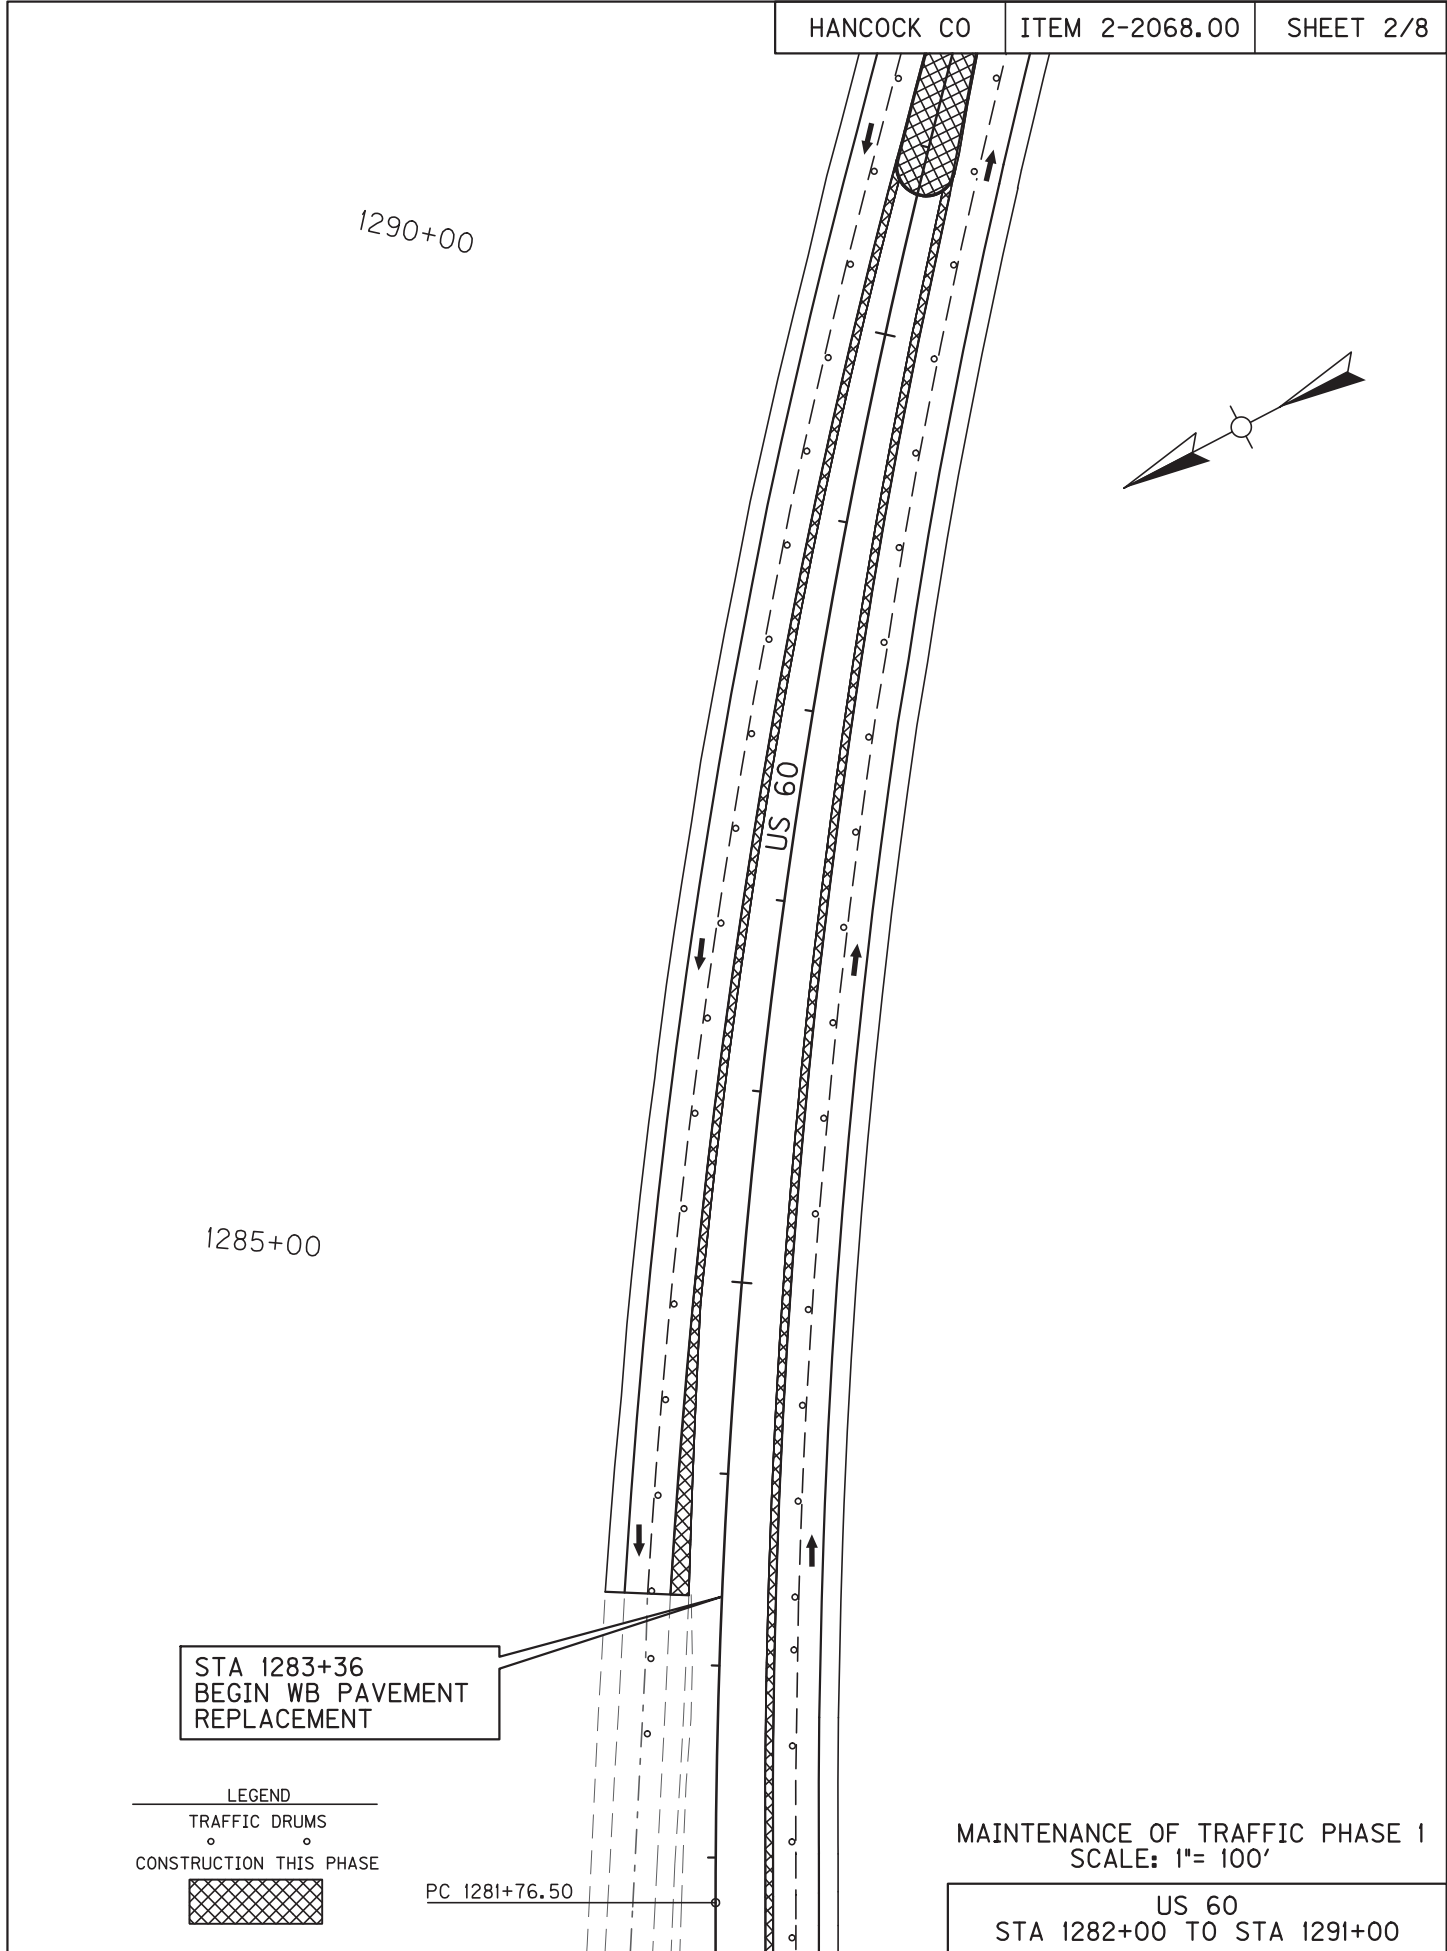 HANCOCK CO
ITEM 2-2068.00
SHEET 2/8
1290+00
US 60
1285+00
STA 1283+36
BEGIN WB PAVEMENT
REPLACEMENT
LEGEND
TRAFFIC DRUMS
CONSTRUCTION THIS PHASE
PC 1281+76.50
MAINTENANCE OF TRAFFIC PHASE 1
SCALE: 1"= 100'
US 60
STA 1282+00 TO STA 1291+00